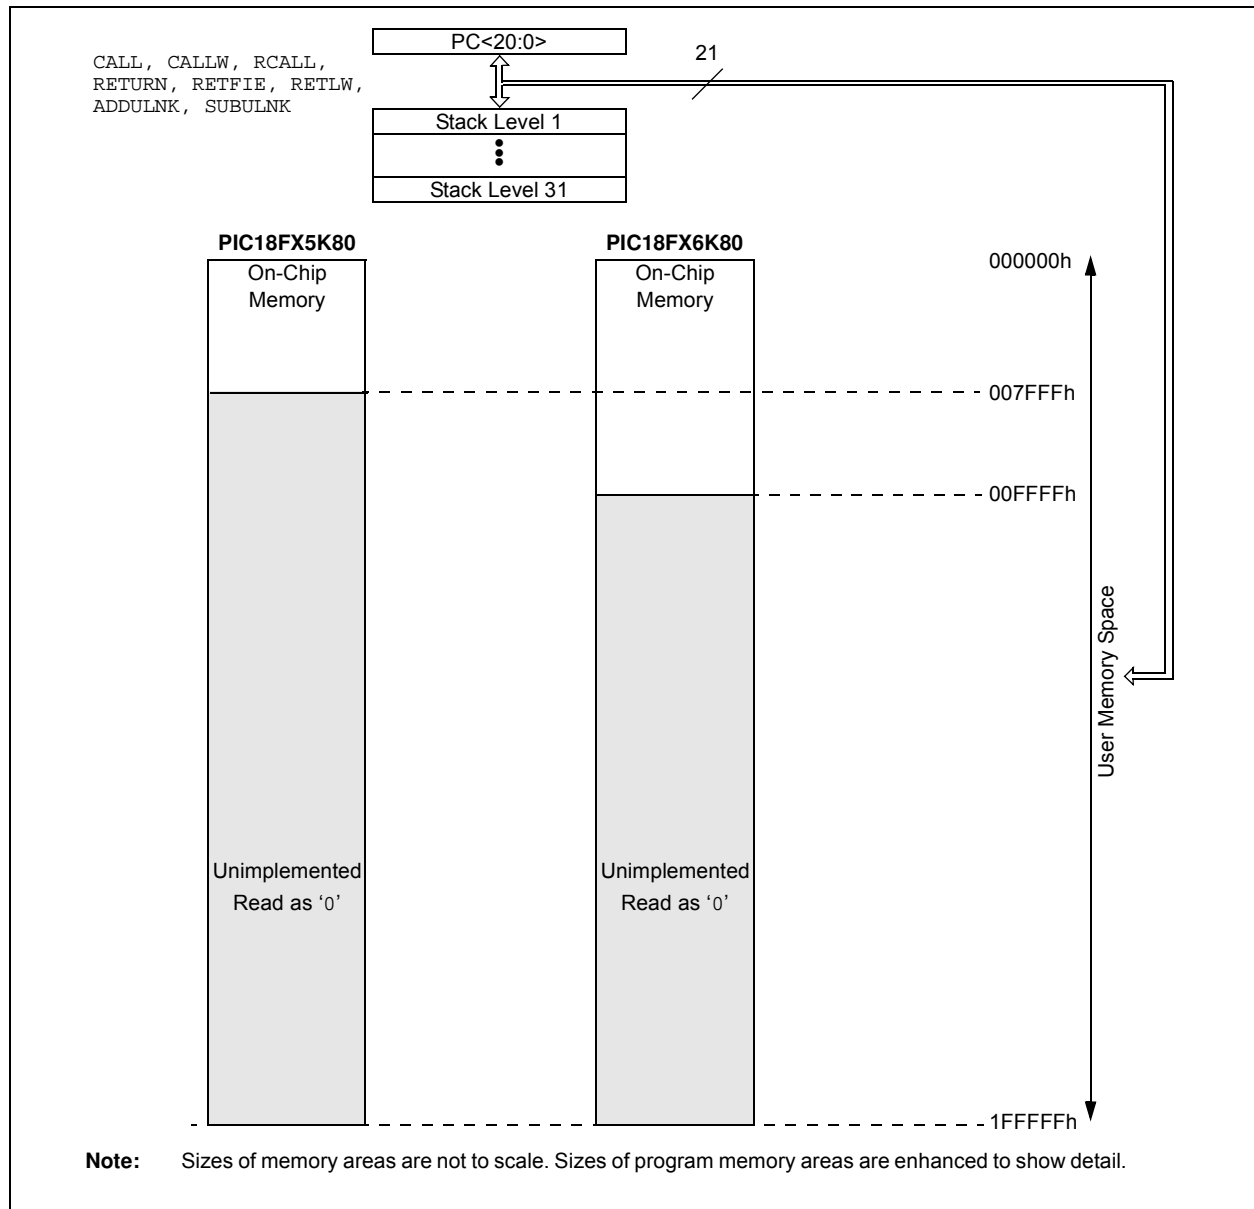 PC<20:0>
21
CALL, CALLW, RCALL,
RETURN, RETFIE, RETLW,
ADDULNK, SUBULNK
Stack Level 1
Stack Level 31
PIC18FX5K80
PIC18FX6K80
On-Chip
Memory
On-Chip
Memory
000000h
007FFFh
00FFFFh
User Memory Space
Unimplemented
Read as ‘0’
Unimplemented
Read as ‘0’
1FFFFFh
Note: Sizes of memory areas are not to scale. Sizes of program memory areas are enhanced to show detail.